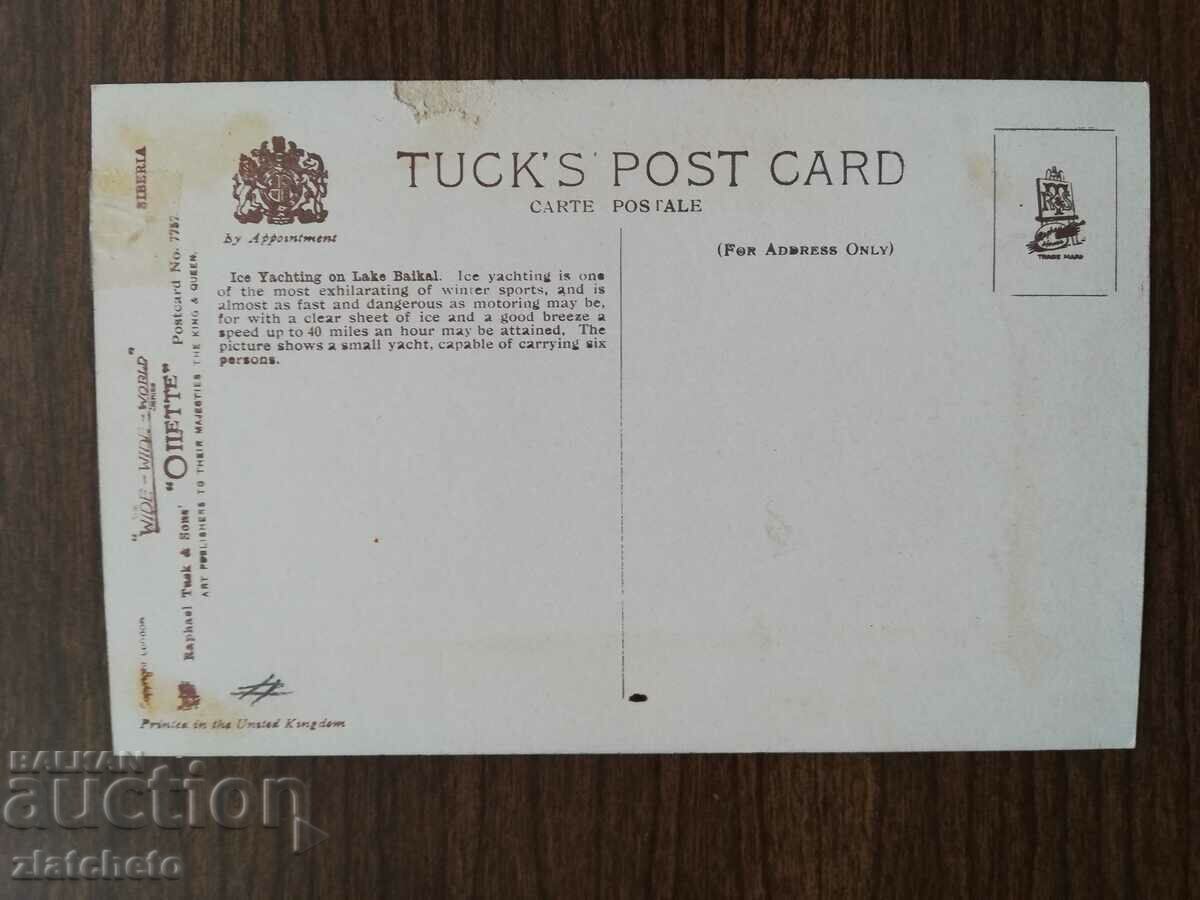 TUCK'S POST CARD
CARTE POSTALE
By Appointment
(FOR ADDRESS ONLY)
TRADE MARK
Ice Yachting on Lake Baikal. Ice yachting is one
of the most exhilarating of winter sports, and is
almost as fast and dangerous as motoring may be,
for with a clear sheet of ice and a good breeze a
speed up to 40 miles an hour may be attained. The
picture shows a small yacht, capable of carrying six
persons.
"WIDE-WIDE-WORLD"
SERIES
SIBERIA
Raphael Tuck & Sons'
"OILETTE"
Postcard No. 7757.
ART PUBLISHERS TO THEIR MAJESTIES THE KING & QUEEN.
Copyright London
Printed in the United Kingdom
BALKAN
auction
zlatcheto